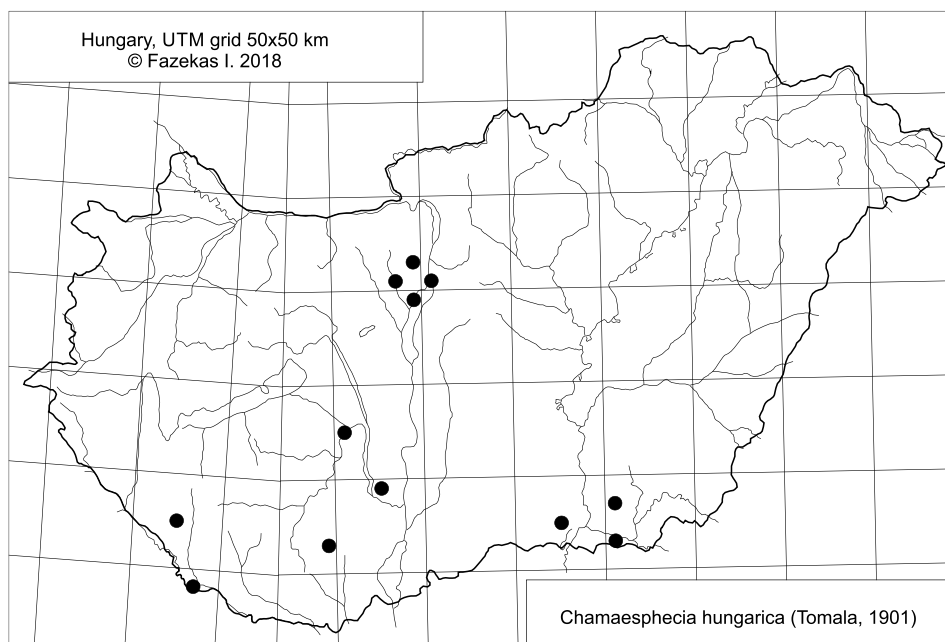 Hungary, UTM grid 50x50 km
© Fazekas I. 2018
Chamaesphecia hungarica (Tomala, 1901)